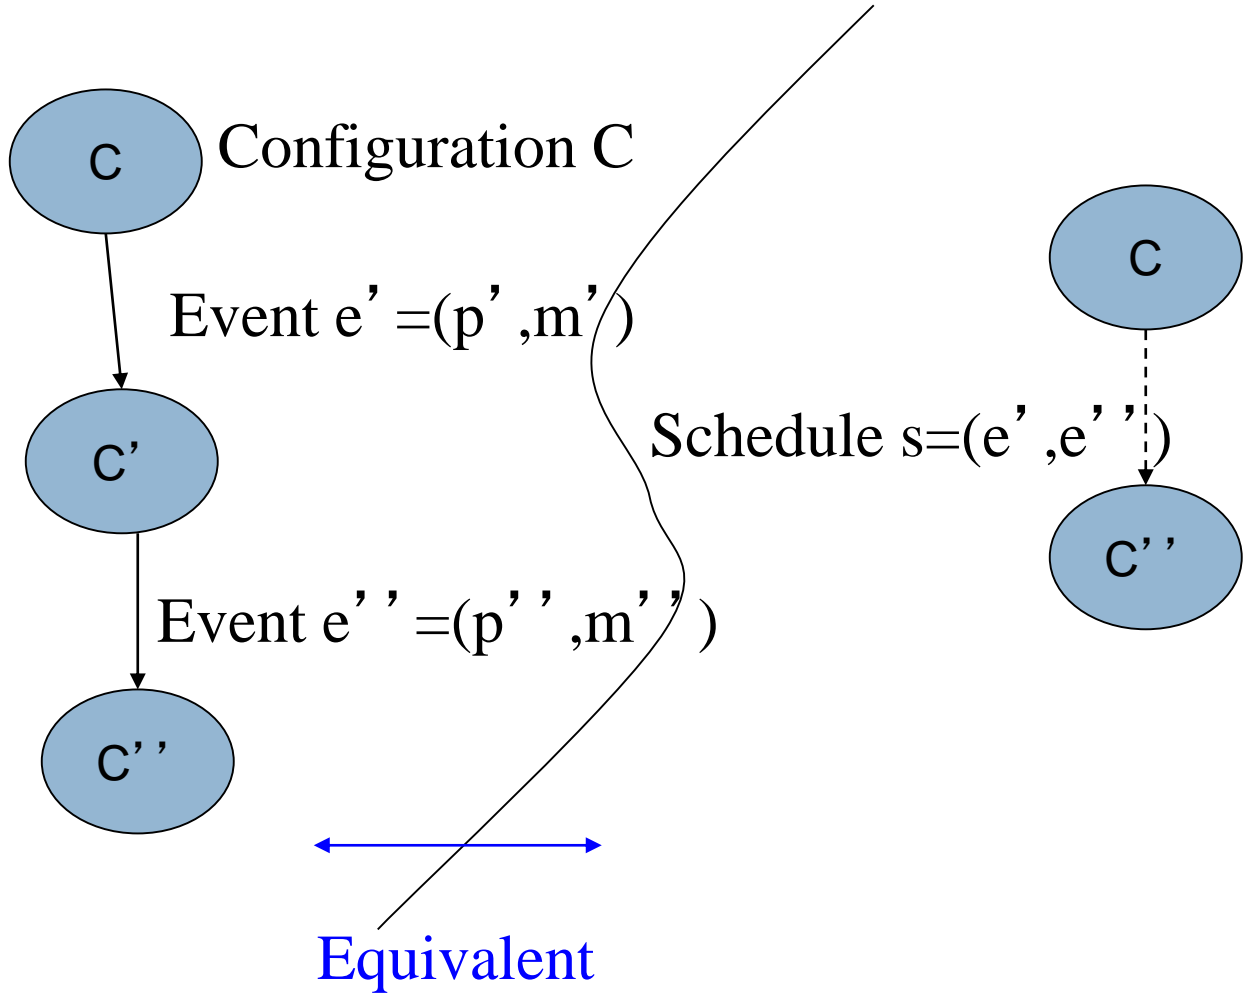 C
Configuration C
Event e’=(p’,m’)
C’
Event e’’=(p’’,m’’)
C’’
Equivalent
C
Schedule s=(e’,e’’)
C’’